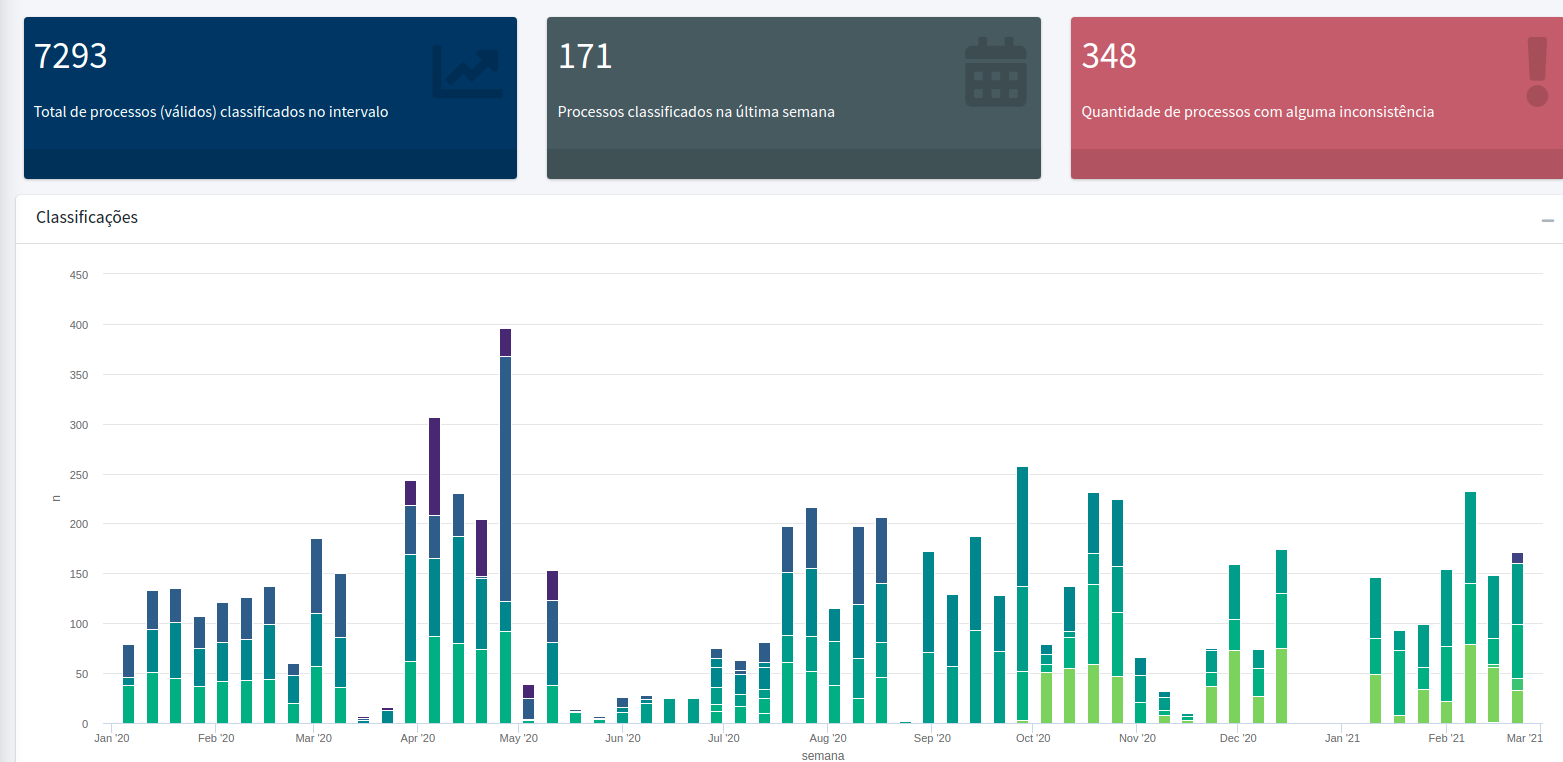 7293
Total de processos (válidos) classificados no intervalo
171
Processos classificados na última semana
348
Quantidade de processos com alguma inconsistência
Classificações
450
400
350
300
250
200
150
100
50
0
n
Jan '20 Feb '20 Mar '20 Apr '20 May '20 Jun '20 Jul '20 Aug '20 Sep '20 Oct '20 Nov '20 Dec '20 Jan '21 Feb '21 Mar '21
semana